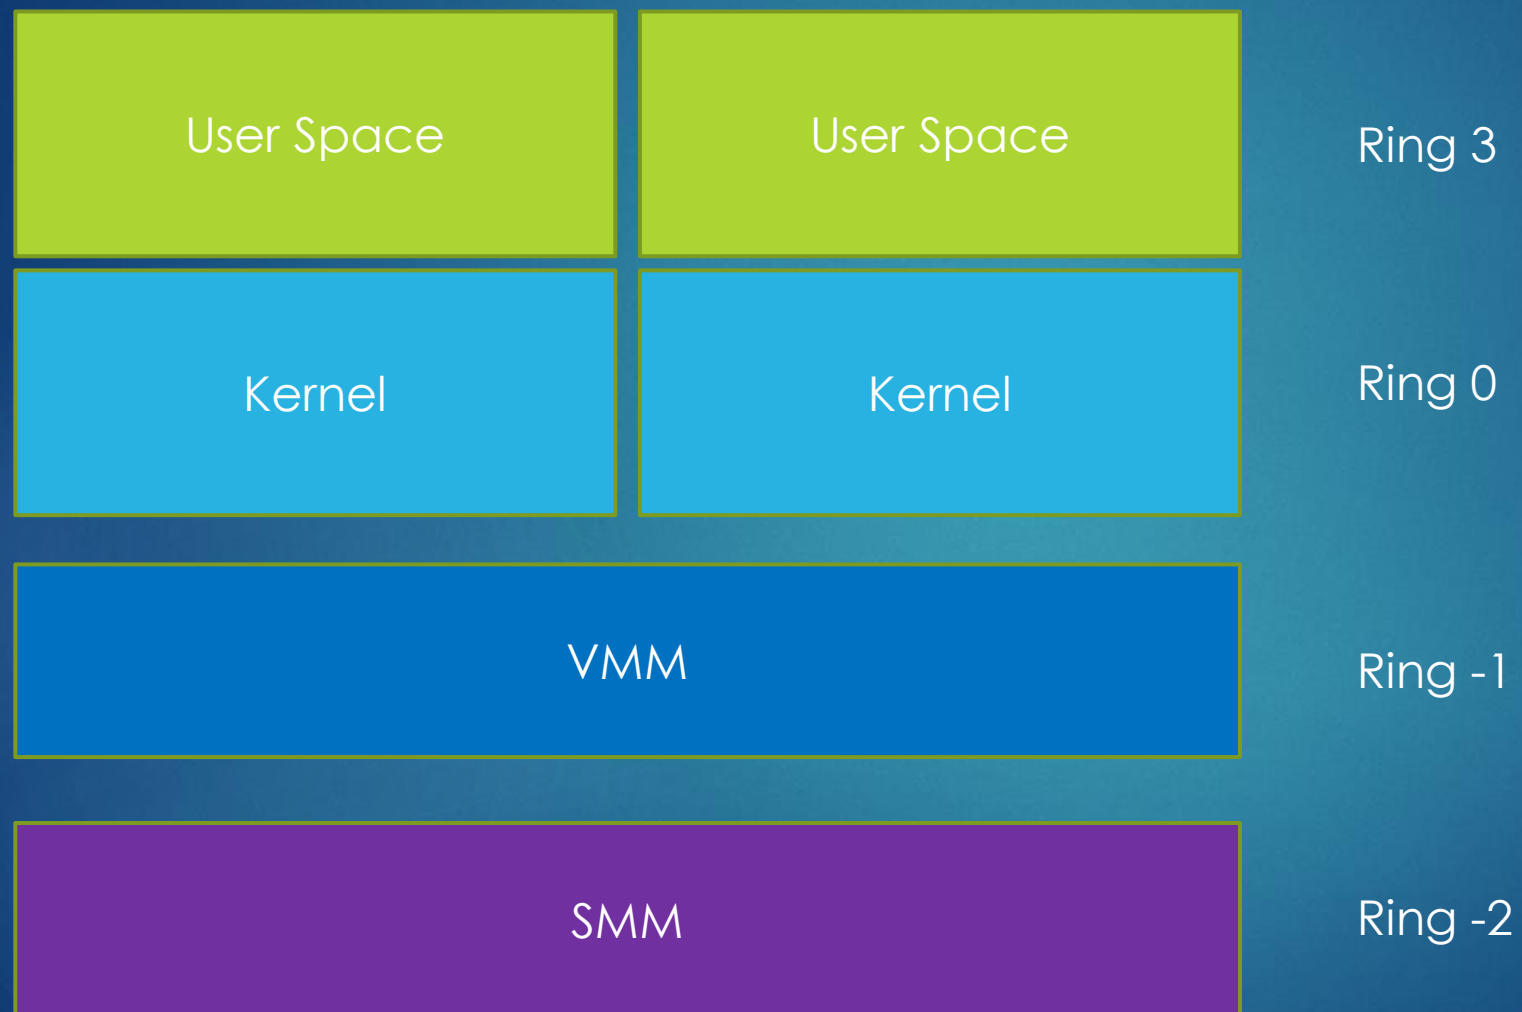 User Space
User Space
Ring 3
Kernel
Kernel
Ring 0
VMM
Ring -1
SMM
Ring -2